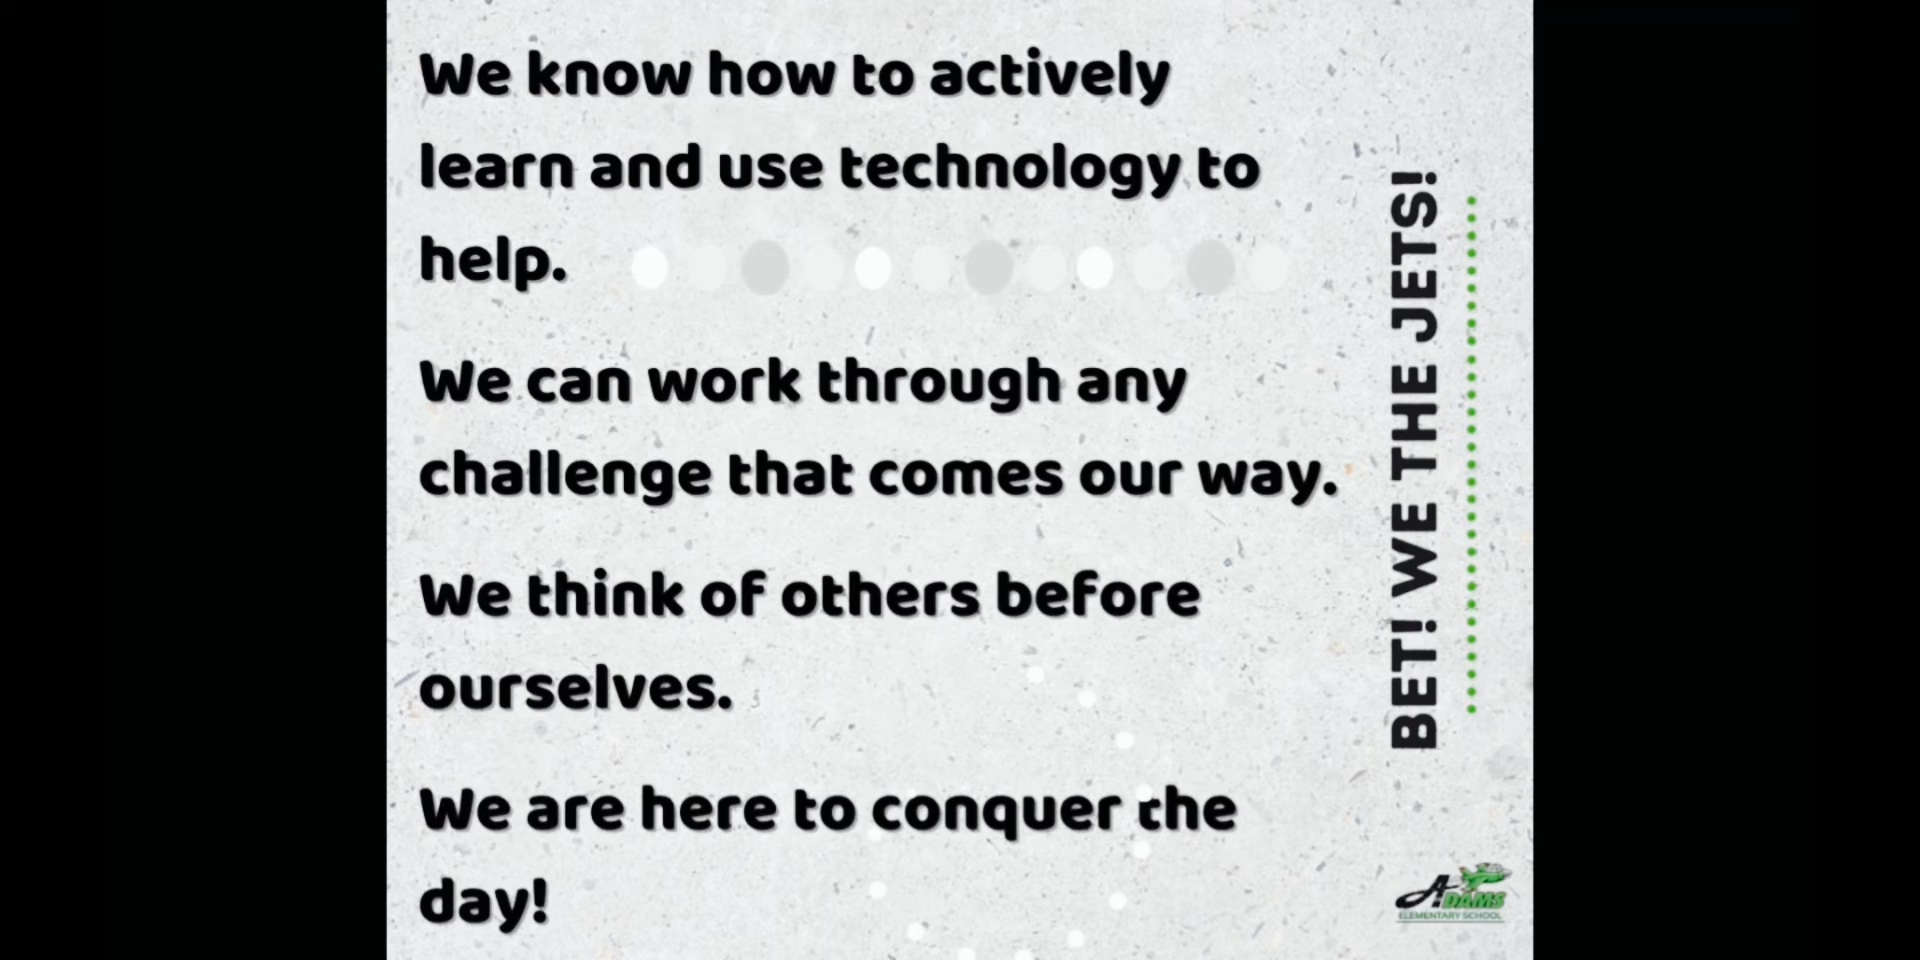 We know how to actively
learn and use technology to
help.
We can work through any
challenge that comes our way.
We think of others before
ourselves.
We are here to conquer the
day!
BET! WE THE JETS!
ADAMS
ELEMENTARY SCHOOL